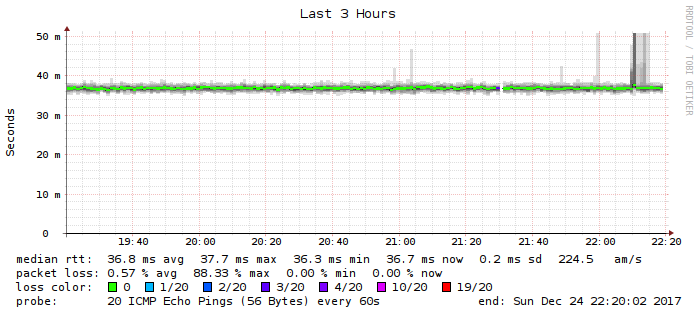 Last 3 Hours
RRDTOOL / TOBI OETIKER
Seconds
50 m
40 m
30 m
20 m
10 m
0
19:40 20:00 20:20 20:40 21:00 21:20 21:40 22:00 22:20
median rtt: 36.8 ms avg 37.7 ms max 36.3 ms min 36.7 ms now 0.2 ms sd 224.5 am/s
packet loss: 0.57 % avg 88.33 % max 0.00 % min 0.00 % now
loss color: 0 1/20 2/20 3/20 4/20 10/20 19/20
probe: 20 ICMP Echo Pings (56 Bytes) every 60s end: Sun Dec 24 22:20:02 2017